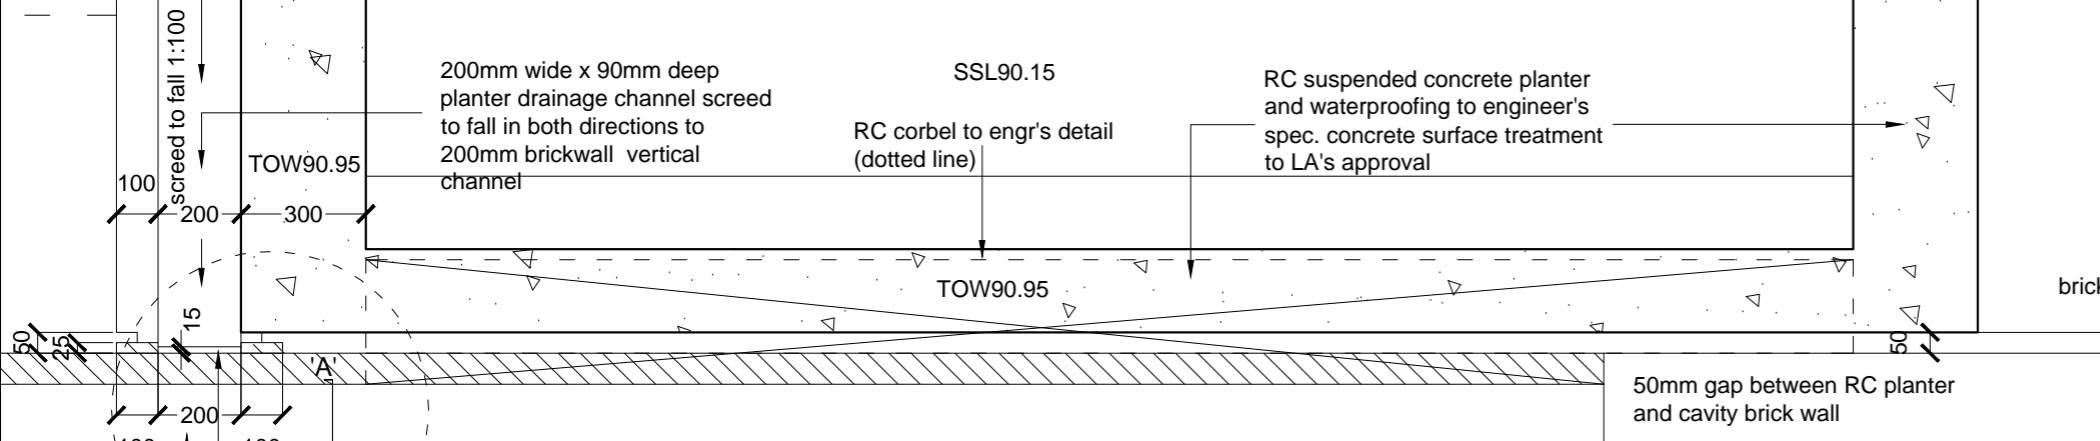 screed to fall 1:100
200mm wide x 90mm deep
planter drainage channel screed
to fall in both directions to
200mm brickwall vertical
channel
SSL90.15
RC corbel to engr's detail
(dotted line)
RC suspended concrete planter
and waterproofing to engineer's
spec. concrete surface treatment
to LA's approval
TOW90.95
100
200
300
TOW90.95
brick
15
50
25
50
'A'
200
50mm gap between RC planter
and cavity brick wall
100
100